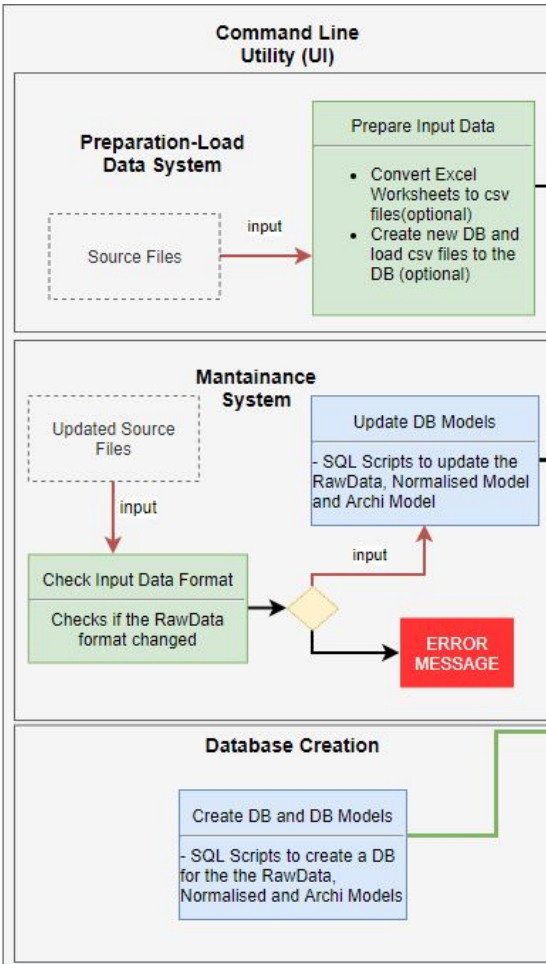 Command Line
Utility (UI)
Preparation-Load
Data System
Source Files
input
Prepare Input Data
• Convert Excel
Worksheets to csv
files(optional)
• Create new DB and
load csv files to the
DB (optional)
Mantainance
System
Updated Source
Files
input
Check Input Data Format
Checks if the RawData
format changed
input
Update DB Models
- SQL Scripts to update the
RawData, Normalised Model
and Archi Model
ERROR
MESSAGE
Database Creation
Create DB and DB Models
- SQL Scripts to create a DB
for the the RawData,
Normalised and Archi Models